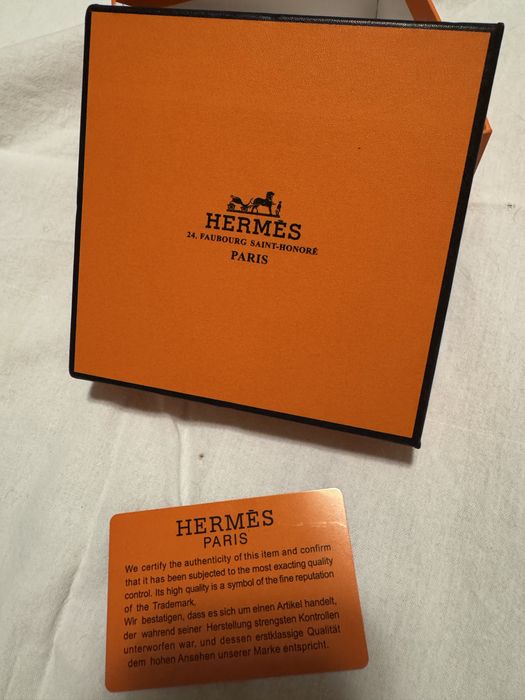 HERMÈS
24, FAUBOURG SAINT-HONORÉ
PARIS
HERMĒS
PARIS
We certify the authenticity of this item and confirm
that it has been subjected to the most exacting quality
control. Its high quality is a symbol of the fine reputation
of the Trademark.
Wir bestatigen, dass es sich um einen Artikel handelt,
der wahrend seiner Herstellung strengsten Kontrollen
unterworfen war, und dessen erstklassige Qualität
dem hohen Ansehen unserer Marke entspricht.